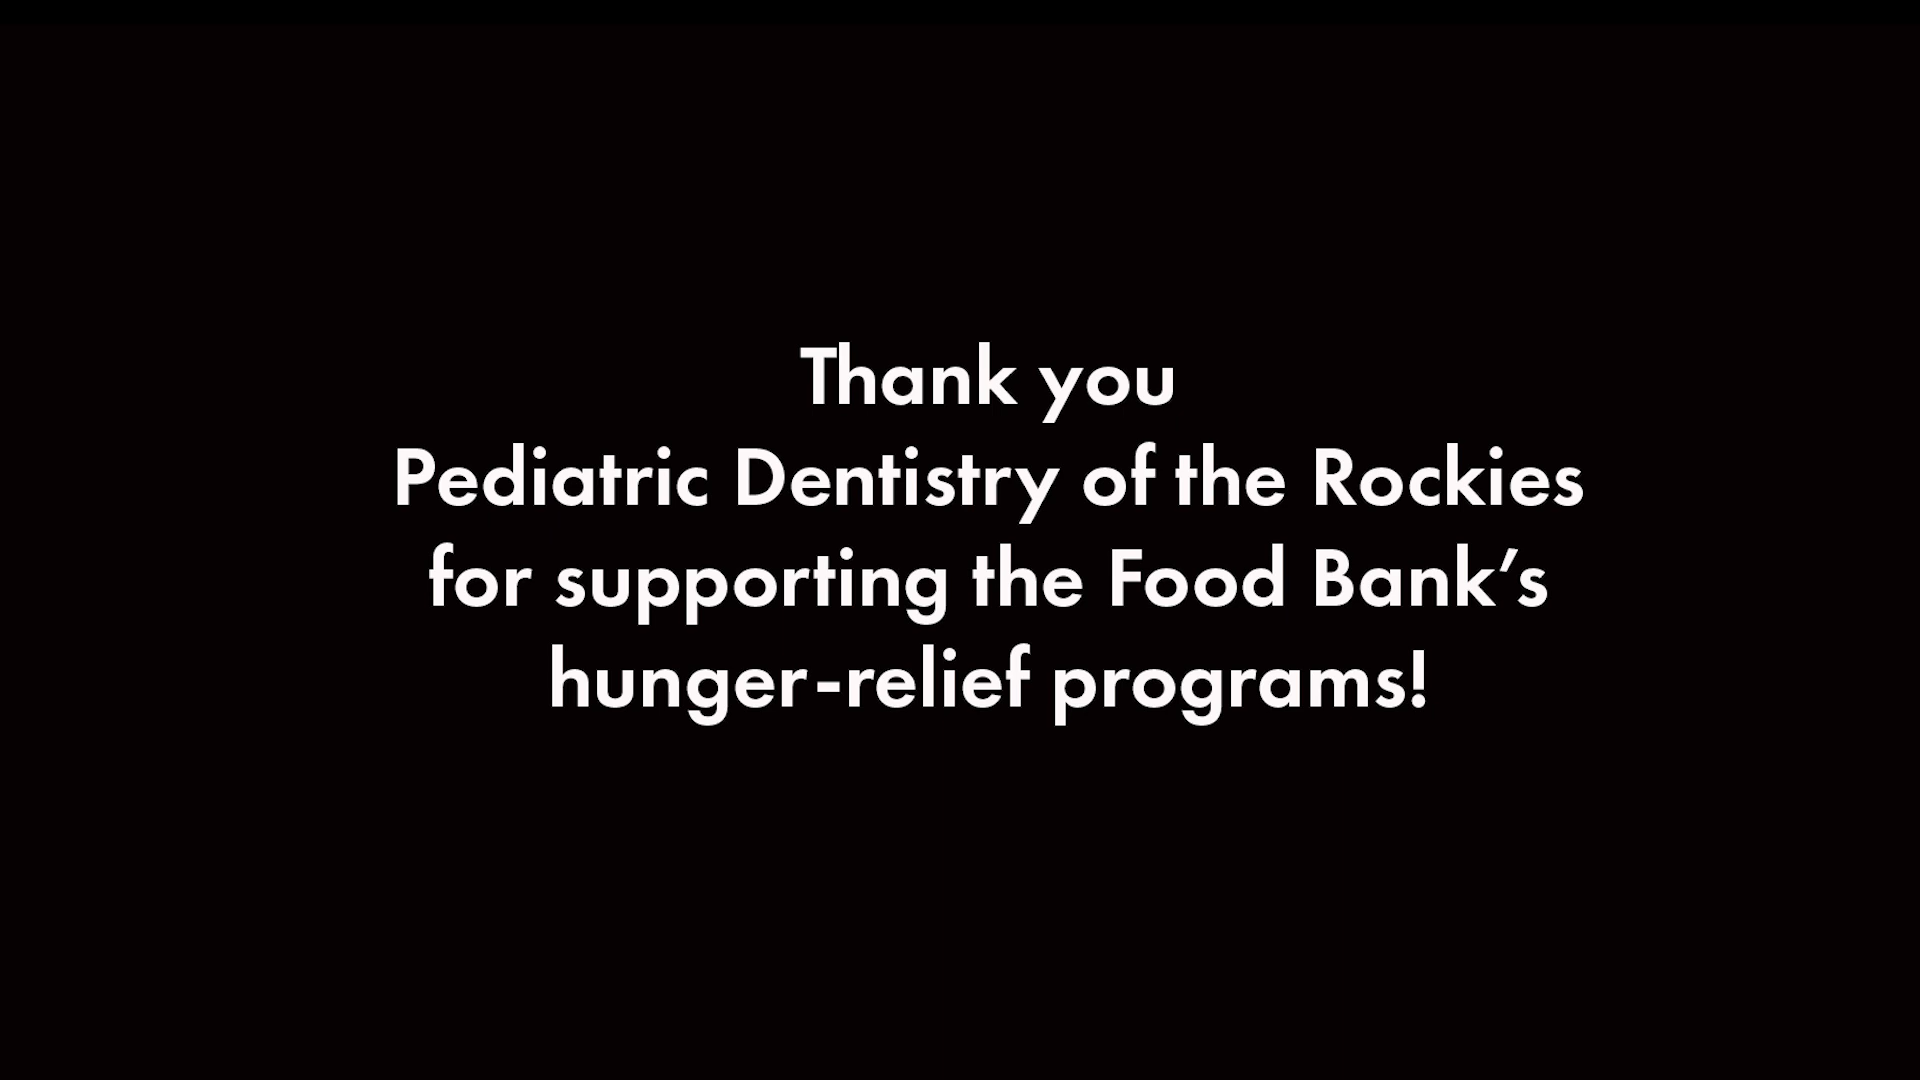 Thank you
Pediatric Dentistry of the Rockies
for supporting the Food Bank’s
hunger-relief programs!